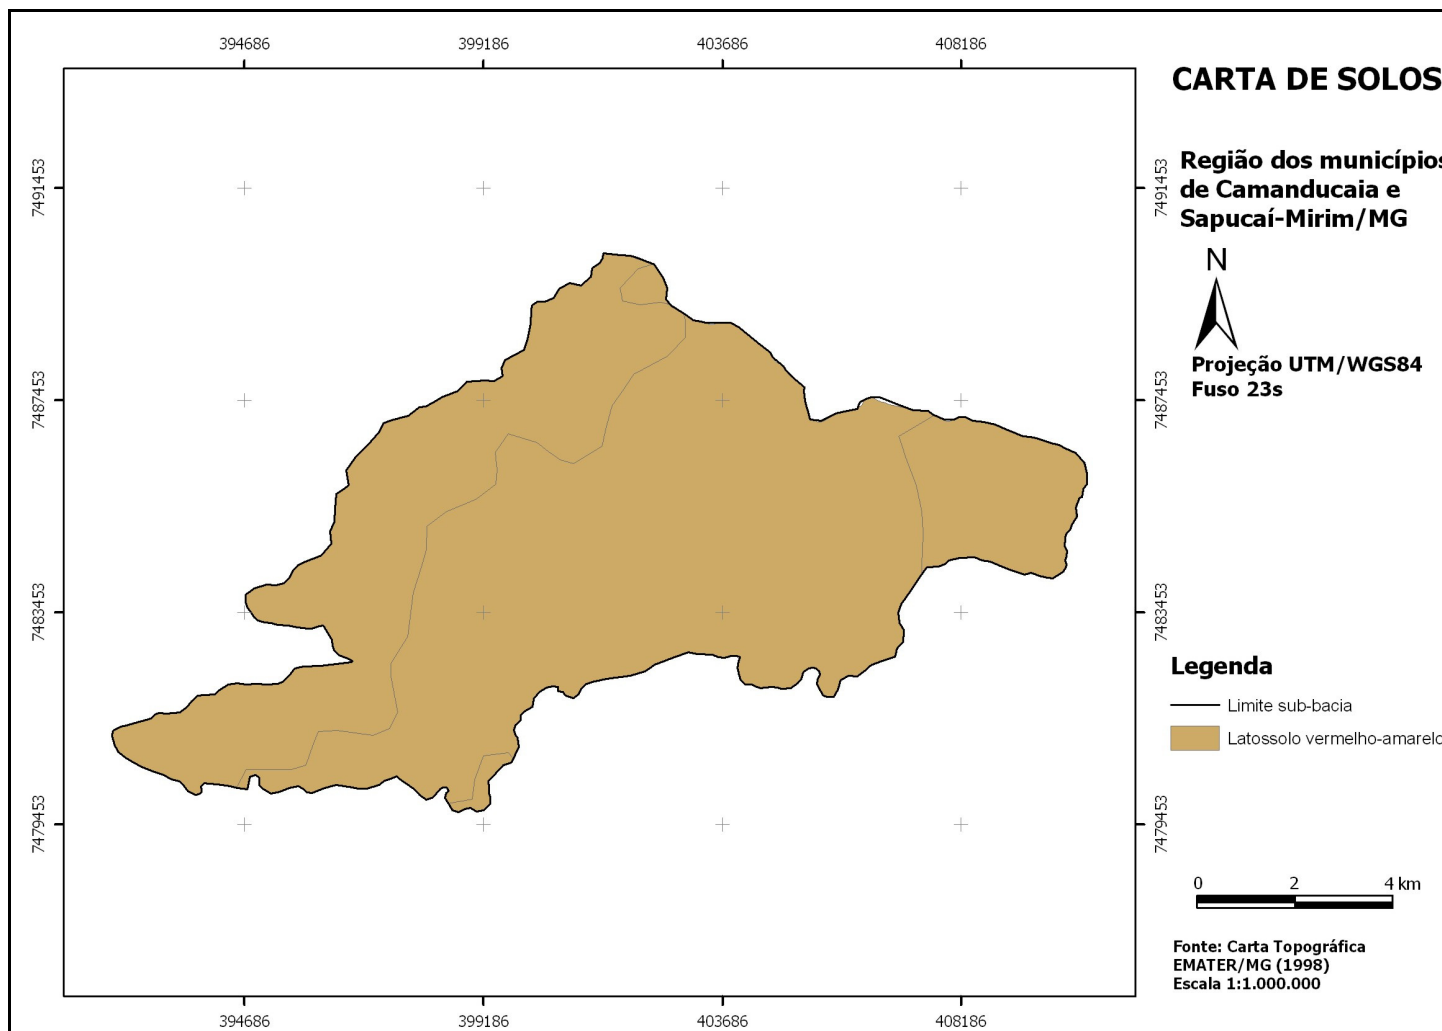 394686
399186
403686
408186
CARTA DE SOLOS
Região dos municípios
de Camanducaia e
Sapucaí-Mirim/MG
N
Projeção UTM/WGS84
Fuso 23s
7491453
7491453
7487453
7487453
7483453
7483453
7479453
7479453
Legenda
Limite sub-bacia
Latossolo vermelho-amarelo
0 2 4 km
Fonte: Carta Topográfica
EMATER/MG (1998)
Escala 1:1.000.000
394686
399186
403686
408186